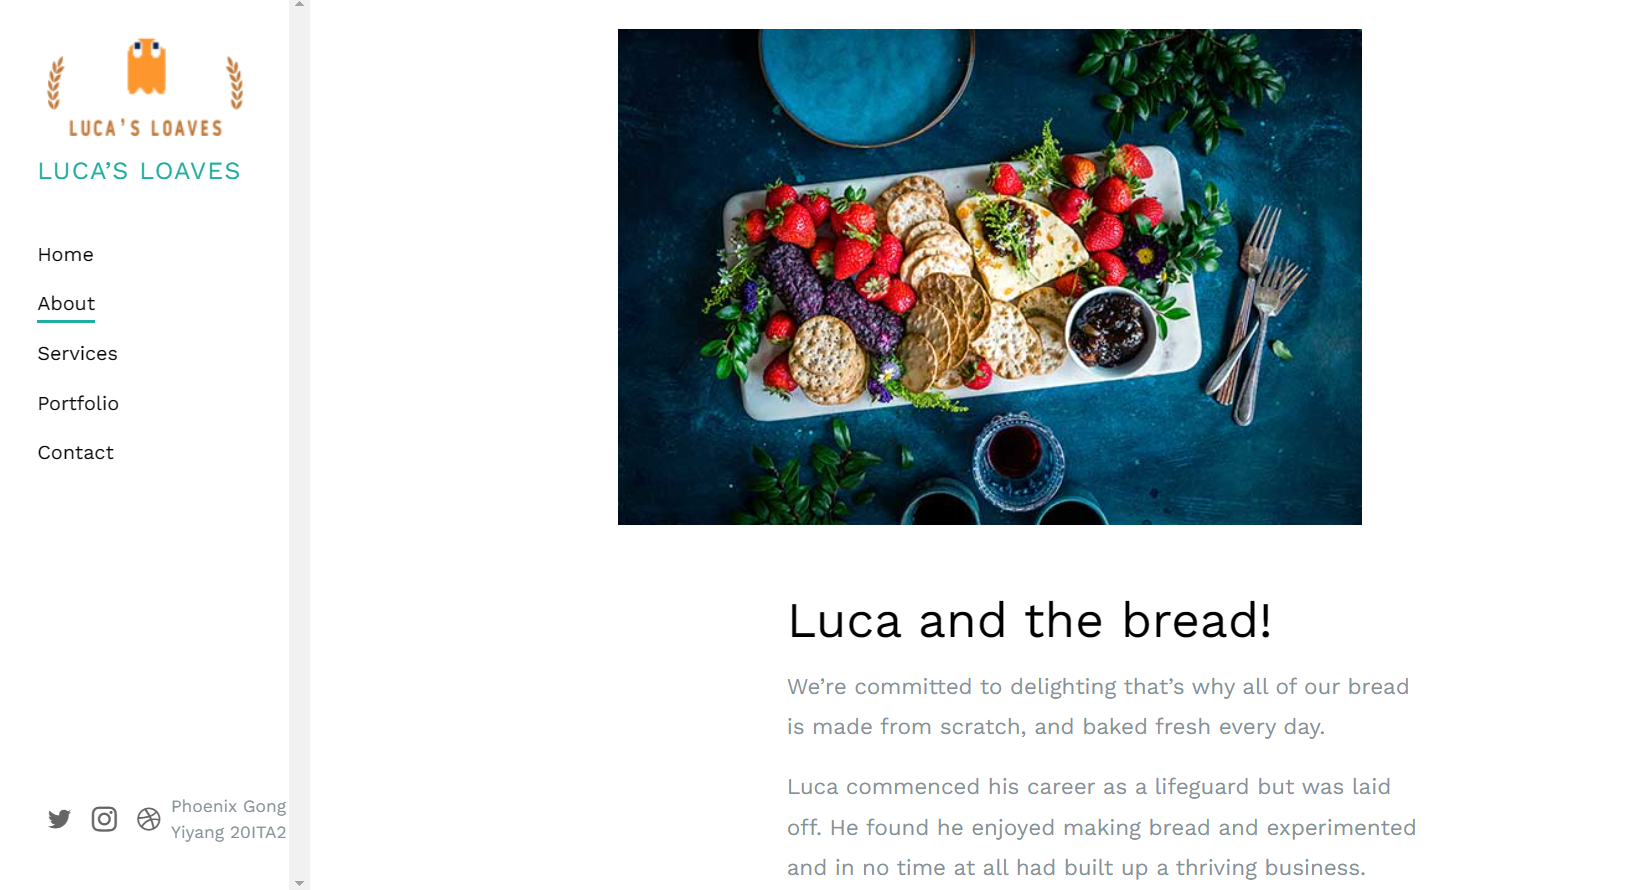 LUCA'S LOAVES
LUCA’S LOAVES
Home
About
Services
Portfolio
Contact
Phoenix Gong
Yiyang 20ITA2
Luca and the bread!
We’re committed to delighting that’s why all of our bread
is made from scratch, and baked fresh every day.
Luca commenced his career as a lifeguard but was laid
off. He found he enjoyed making bread and experimented
and in no time at all had built up a thriving business.